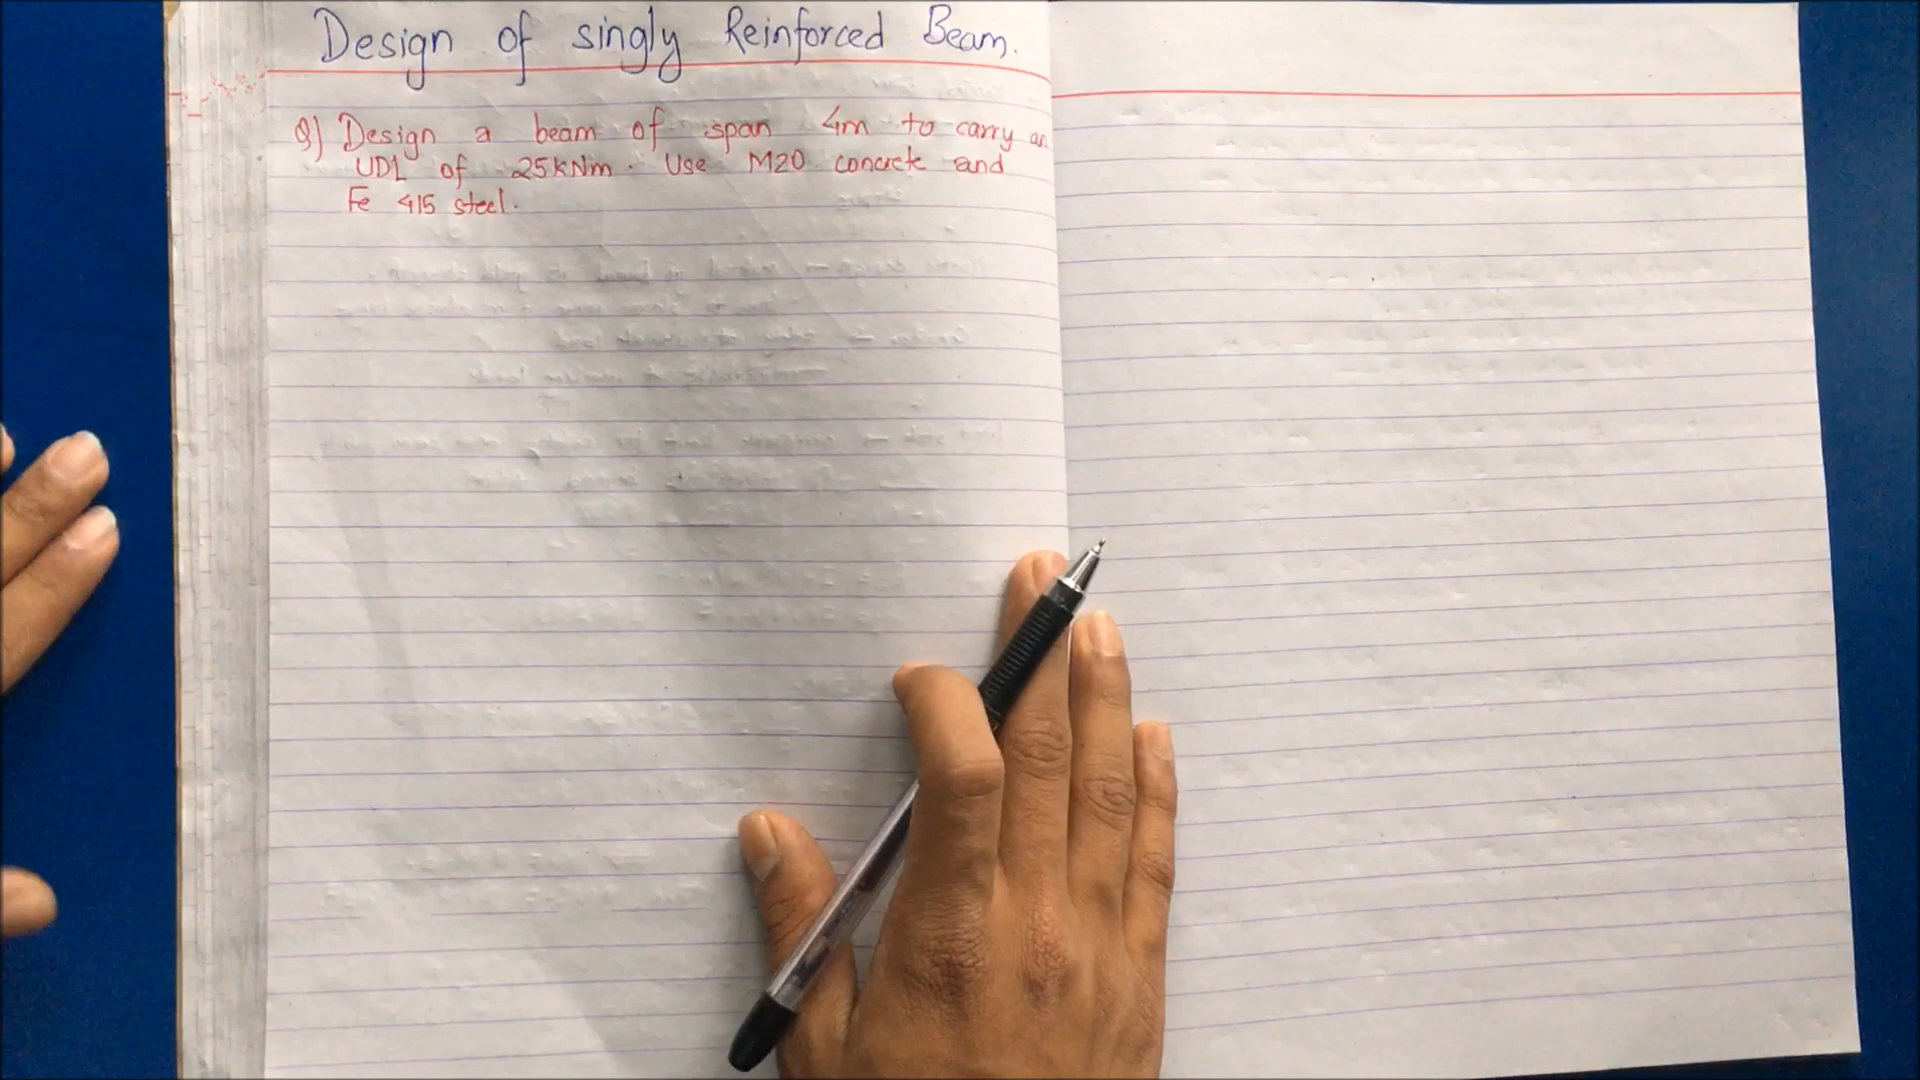 Design of singly Reinforced Beam.
Q) Design a beam of span 4m to carry an
UDL of 25kNm. Use M20 concrete and
Fe 415 steel.